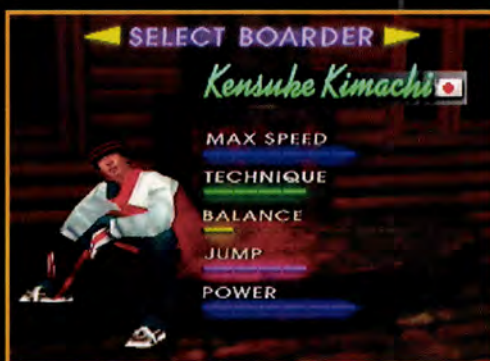 SELECT BOARDER
Kensuke Kimachi
MAX SPEED
TECHNIQUE
BALANCE
JUMP
POWER